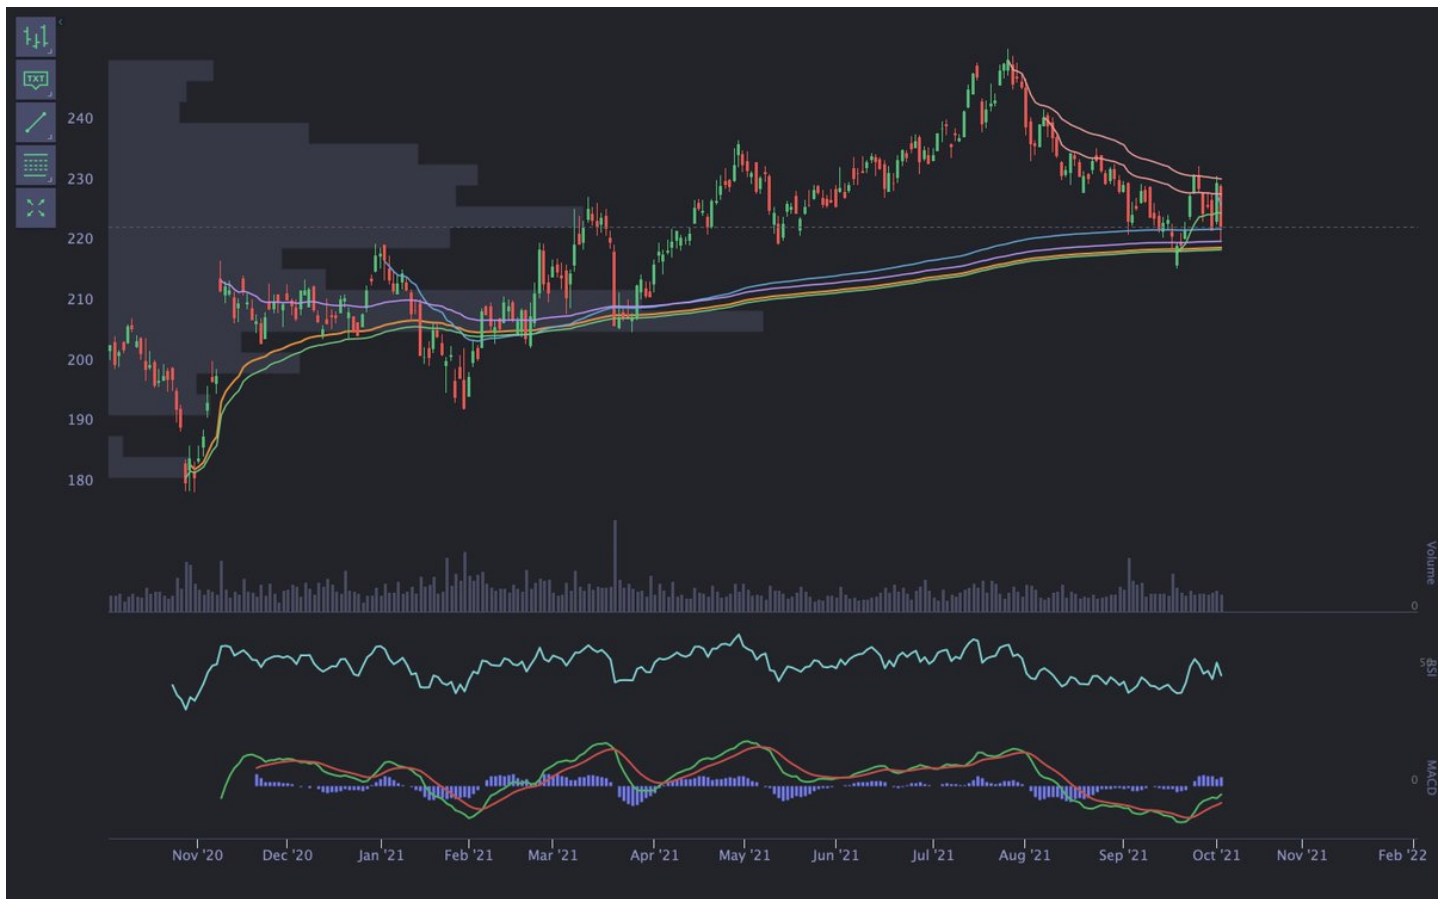 TXT
240
230
220
210
200
190
180
Volume
0
50
RSI
0
MACD
Nov '20
Dec '20
Jan '21
Feb '21
Mar '21
Apr '21
May '21
Jun '21
Jul '21
Aug '21
Sep '21
Oct '21
Nov '21
Feb '22